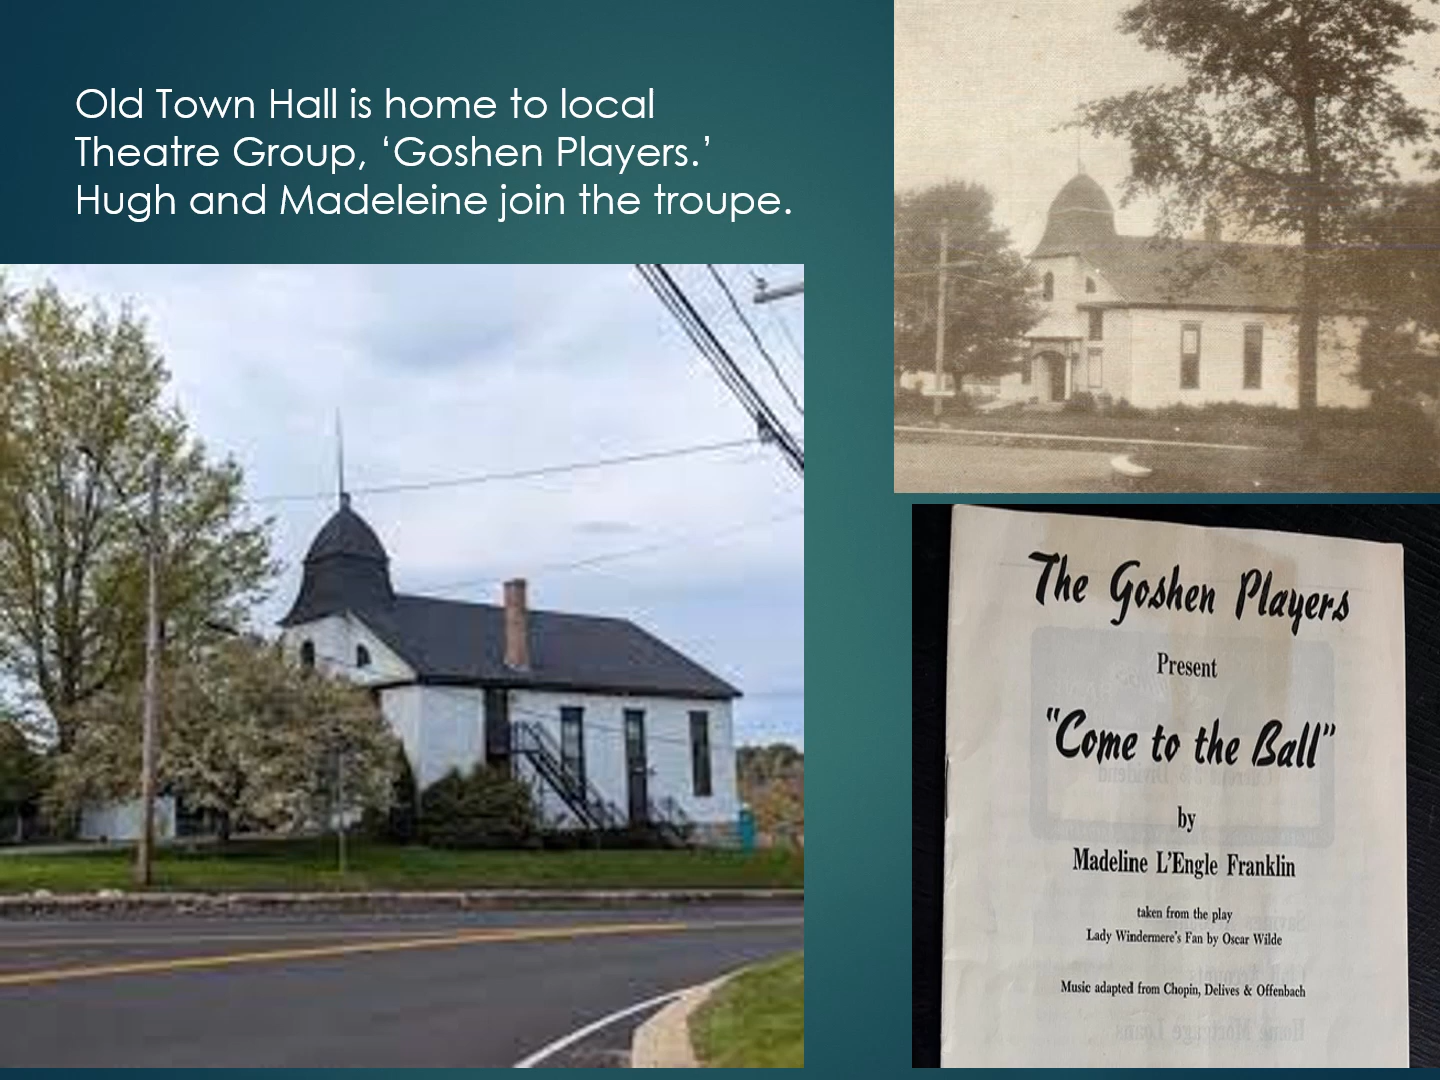 Old Town Hall is home to local
Theatre Group, ‘Goshen Players.’
Hugh and Madeleine join the troupe.
The Goshen Players
Present
"Come to the Ball"
by
Madeline L'Engle Franklin
taken from the play
Lady Windermere's Fan by Oscar Wilde
Music adapted from Chopin, Delives & Offenbach